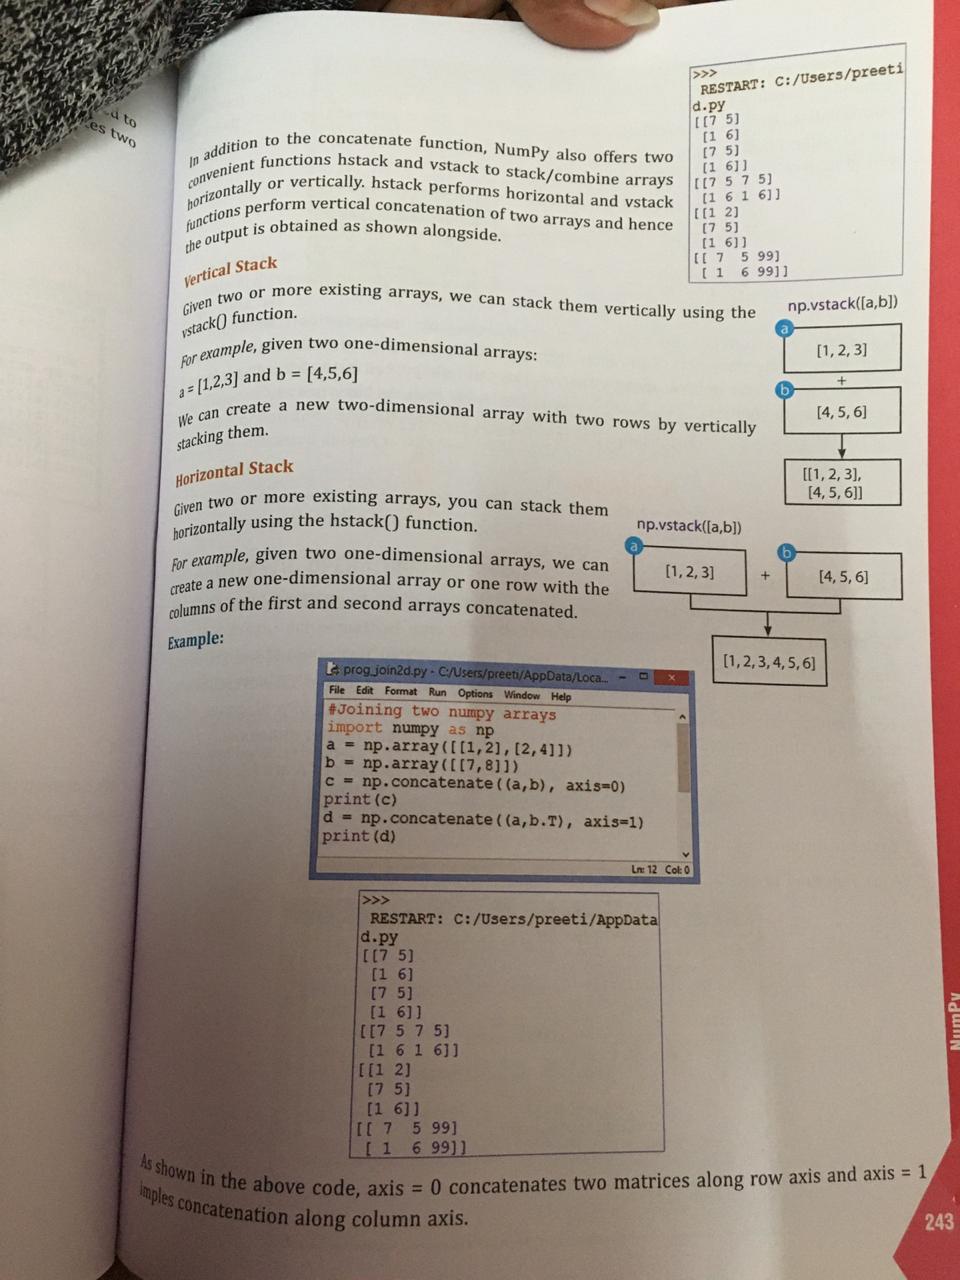 d to
es two
In addition to the concatenate function, NumPy also offers two
convenient functions hstack and vstack to stack/combine arrays
horizontally or vertically. hstack performs horizontal and vstack
functions perform vertical concatenation of two arrays and hence
the output is obtained as shown alongside.
>>>
RESTART: C:/Users/preeti
d.py
[[7 5]
[1 6]
[7 5]
[1 6]]
[[7 5 7 5]
[1 6 1 6]]
[[1 2]
[7 5]
[1 6]]
[[ 7 5 99]
[ 1 6 99]]
Vertical Stack
Given two or more existing arrays, we can stack them vertically using the
vstack() function.
For example, given two one-dimensional arrays:
a = [1,2,3] and b = [4,5,6]
We can create a new two-dimensional array with two rows by vertically
stacking them.
np.vstack([a,b])
a
[1, 2, 3]
+
b
[4, 5, 6]
[[1, 2, 3],
[4, 5, 6]]
Horizontal Stack
Given two or more existing arrays, you can stack them
horizontally using the hstack() function.
For example, given two one-dimensional arrays, we can
create a new one-dimensional array or one row with the
columns of the first and second arrays concatenated.
np.vstack([a,b])
a
[1, 2, 3]
+
b
[4, 5, 6]
[1, 2, 3, 4, 5, 6]
Example:
prog_join2d.py - C:/Users/preeti/AppData/Loca...
File Edit Format Run Options Window Help
#Joining two numpy arrays
import numpy as np
a = np.array([[1,2],[2,4]])
b = np.array([[7,8]])
c = np.concatenate((a,b), axis=0)
print(c)
d = np.concatenate((a,b.T), axis=1)
print(d)
Ln: 12 Col: 0
>>>
RESTART: C:/Users/preeti/AppData
d.py
[[7 5]
[1 6]
[7 5]
[1 6]]
[[7 5 7 5]
[1 6 1 6]]
[[1 2]
[7 5]
[1 6]]
[[ 7 5 99]
[ 1 6 99]]
As shown in the above code, axis = 0 concatenates two matrices along row axis and axis = 1
imples concatenation along column axis.
NumPy
243